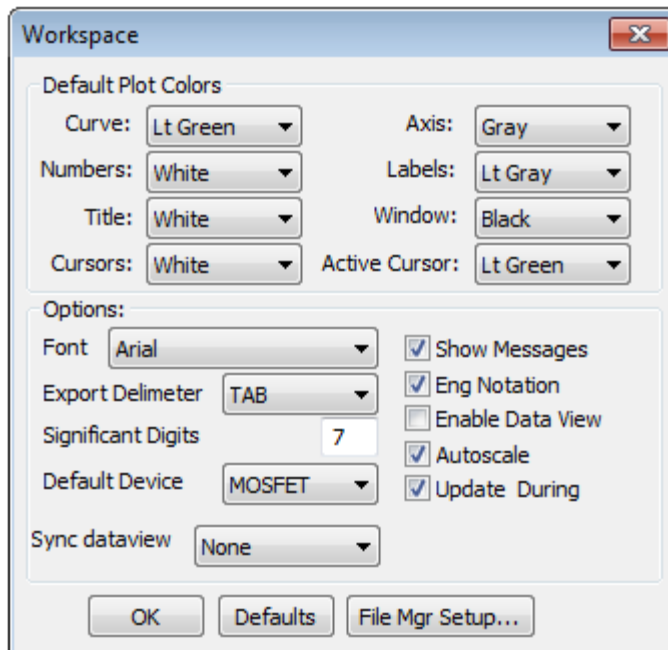 Workspace
Default Plot Colors
Curve: Lt Green Axis: Gray
Numbers: White Labels: Lt Gray
Title: White Window: Black
Cursors: White Active Cursor: Lt Green
Options:
Font Arial Show Messages
Export Delimeter TAB Eng Notation
Enable Data View
Significant Digits 7
Autoscale
Default Device MOSFET Update During
Sync dataview None
OK Defaults File Mgr Setup...